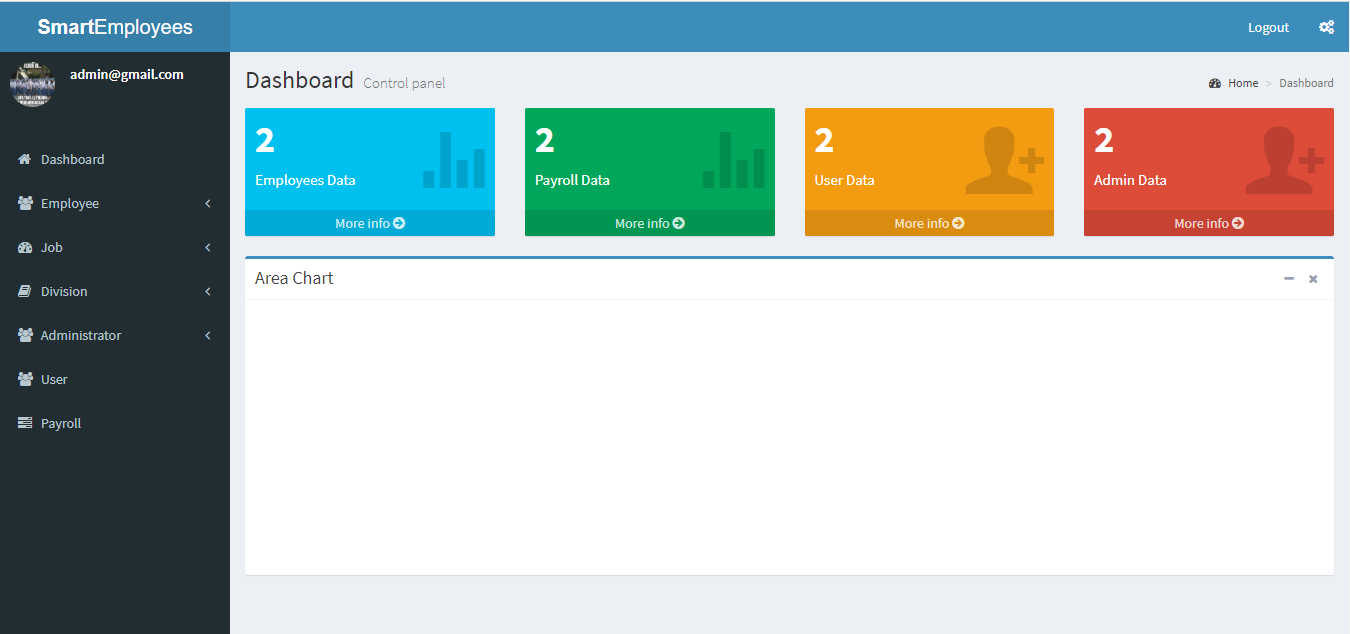 SmartEmployees
Logout
admin@gmail.com
Dashboard
Employee
Job
Division
Administrator
User
Payroll
Dashboard Control panel
Home > Dashboard
2
Employees Data
More info
2
Payroll Data
More info
2
User Data
More info
2
Admin Data
More info
Area Chart